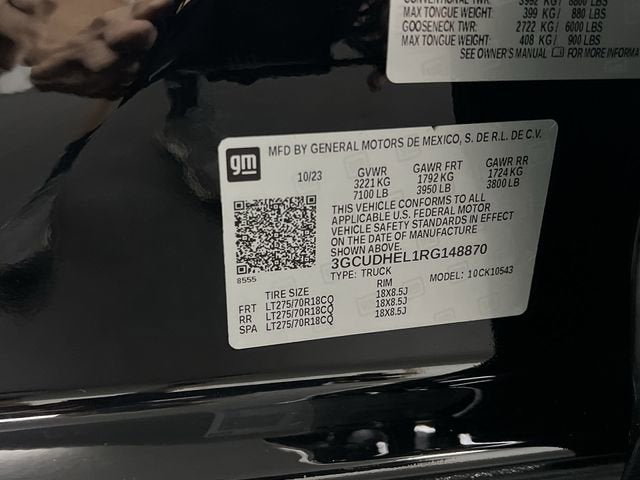 CONVENTIONAL TWR: 3992 KG/ 8800 LBS
MAX TONGUE WEIGHT: 399 KG/ 880 LBS
GOOSENECK TWR: 2722 KG/ 6000 LBS
MAX TONGUE WEIGHT: 408 KG/ 900 LBS
SEE OWNER'S MANUAL FOR MORE INFORMA
gm
MFD BY GENERAL MOTORS DE MEXICO, S. DE R.L. DE C.V.
10/23 GVWR GAWR FRT GAWR RR
3221 KG 1792 KG 1724 KG
7100 LB 3950 LB 3800 LB
THIS VEHICLE CONFORMS TO ALL
APPLICABLE U.S. FEDERAL MOTOR
VEHICLE SAFETY STANDARDS IN EFFECT
ON THE DATE OF MANUFACTURE
SHOWN ABOVE.
3GCUDHEL1RG148870
8555
TYPE: TRUCK MODEL: 10CK10543
TIRE SIZE RIM
FRT LT275/70R18CQ 18X8.5J
RR LT275/70R18CQ 18X8.5J
SPA LT275/70R18CQ 18X8.5J